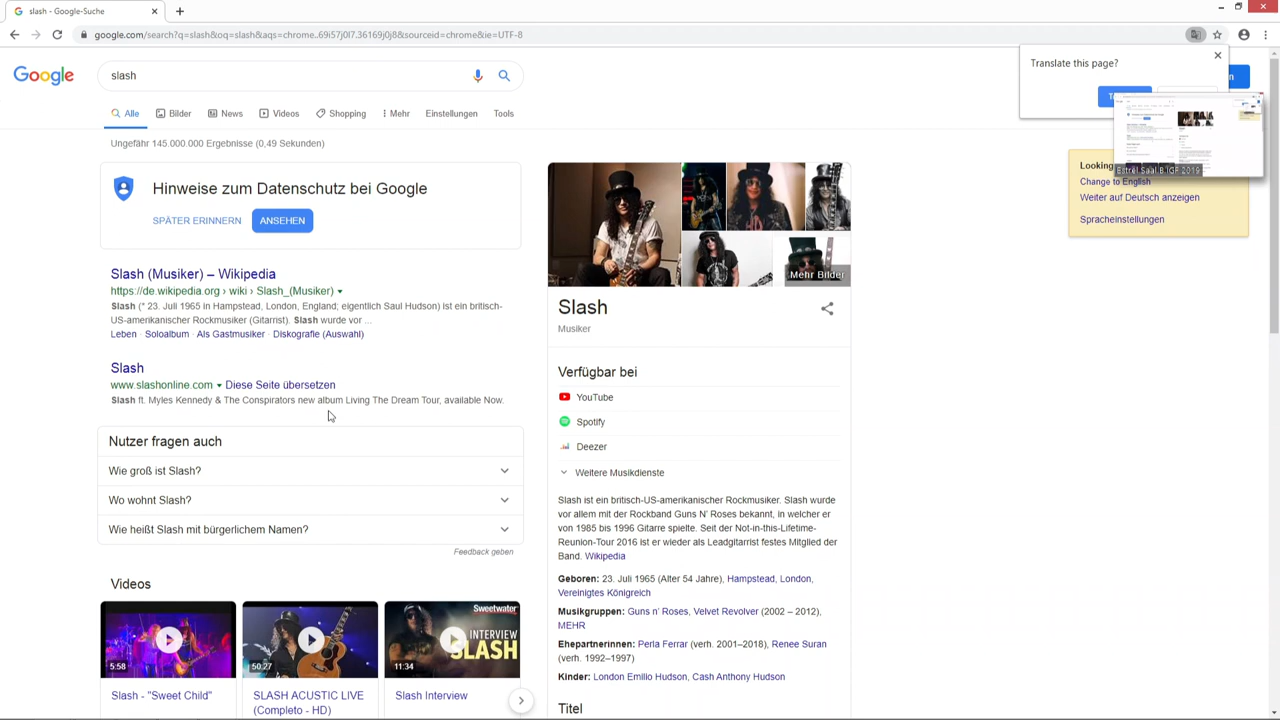 slash - Google-Suche
google.com/search?q=slash&oq=slash&aqs=chrome..69i57j0l7.36169j0j8&sourceid=chrome&ie=UTF-8
Translate this page?
Google
slash
Alle
Bilder
News
Videos
Shopping
Mehr
Einstellungen
Tools
Ungefähr 145.000.000 Ergebnisse (0,49 Sekunden)
Estrel Saal B IGF 2019
Looking
Change to English
Weiter auf Deutsch anzeigen
Spracheinstellungen
Hinweise zum Datenschutz bei Google
SPÄTER ERINNERN
ANSEHEN
Slash (Musiker) – Wikipedia
https://de.wikipedia.org › wiki › Slash_(Musiker)
Slash (* 23. Juli 1965 in Hampstead, London, England; eigentlich Saul Hudson) ist ein britisch-
US-amerikanischer Rockmusiker (Gitarrist). Slash wurde vor ...
Leben · Soloalbum · Als Gastmusiker · Diskografie (Auswahl)
Slash
www.slashonline.com Diese Seite übersetzen
Slash ft. Myles Kennedy & The Conspirators new album Living The Dream Tour, available Now.
Nutzer fragen auch
Wie groß ist Slash?
Wo wohnt Slash?
Wie heißt Slash mit bürgerlichem Namen?
Feedback geben
Videos
5:58
50:27
Sweetwater
INTERVIEW
SLASH
11:34
Slash - "Sweet Child"
SLASH ACUSTIC LIVE
(Completo - HD)
Slash Interview
Mehr Bilder
Slash
Musiker
Verfügbar bei
YouTube
Spotify
Deezer
Weitere Musikdienste
Slash ist ein britisch-US-amerikanischer Rockmusiker. Slash wurde
vor allem mit der Rockband Guns N’ Roses bekannt, in welcher er
von 1985 bis 1996 Gitarre spielte. Seit der Not-in-this-Lifetime-
Reunion-Tour 2016 ist er wieder als Leadgitarrist festes Mitglied der
Band. Wikipedia
Geboren: 23. Juli 1965 (Alter 54 Jahre), Hampstead, London,
Vereinigtes Königreich
Musikgruppen: Guns n’ Roses, Velvet Revolver (2002 – 2012),
MEHR
Ehepartnerinnen: Perla Ferrar (verh. 2001–2018), Renee Suran
(verh. 1992–1997)
Kinder: London Emilio Hudson, Cash Anthony Hudson
Titel